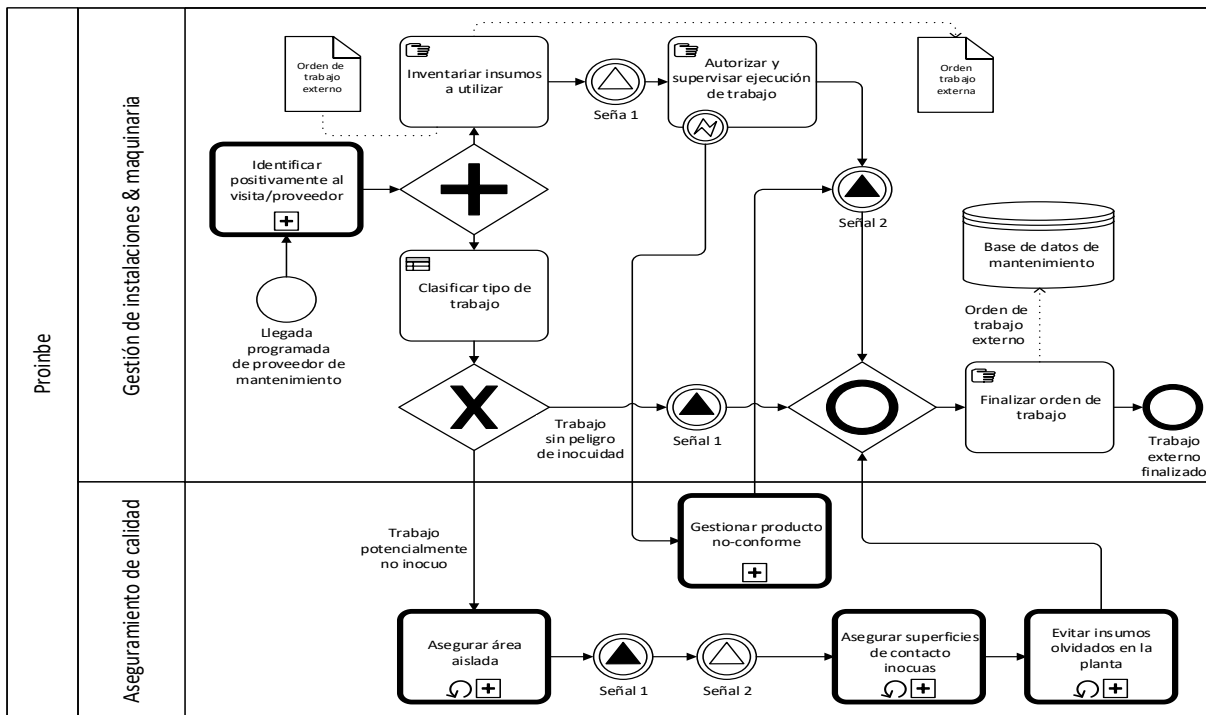 Proinbe
Gestión de instalaciones & maquinaria
Orden de
trabajo
externo
Inventariar insumos
a utilizar
Seña 1
Autorizar y
supervisar ejecución
de trabajo
Orden
trabajo
externa
Identificar
positivamente al
visita/proveedor
Señal 2
Base de datos de
mantenimiento
Clasificar tipo de
trabajo
Llegada
programada
de proveedor de
mantenimiento
Orden de
trabajo
externo
Trabajo
sin peligro
de inocuidad
Señal 1
Finalizar orden de
trabajo
Trabajo
externo
finalizado
Aseguramiento de calidad
Trabajo
potencialmente
no inocuo
Gestionar producto
no-conforme
Asegurar área
aislada
Señal 1
Señal 2
Asegurar superficies
de contacto
inocuas
Evitar insumos
olvidados en la
planta